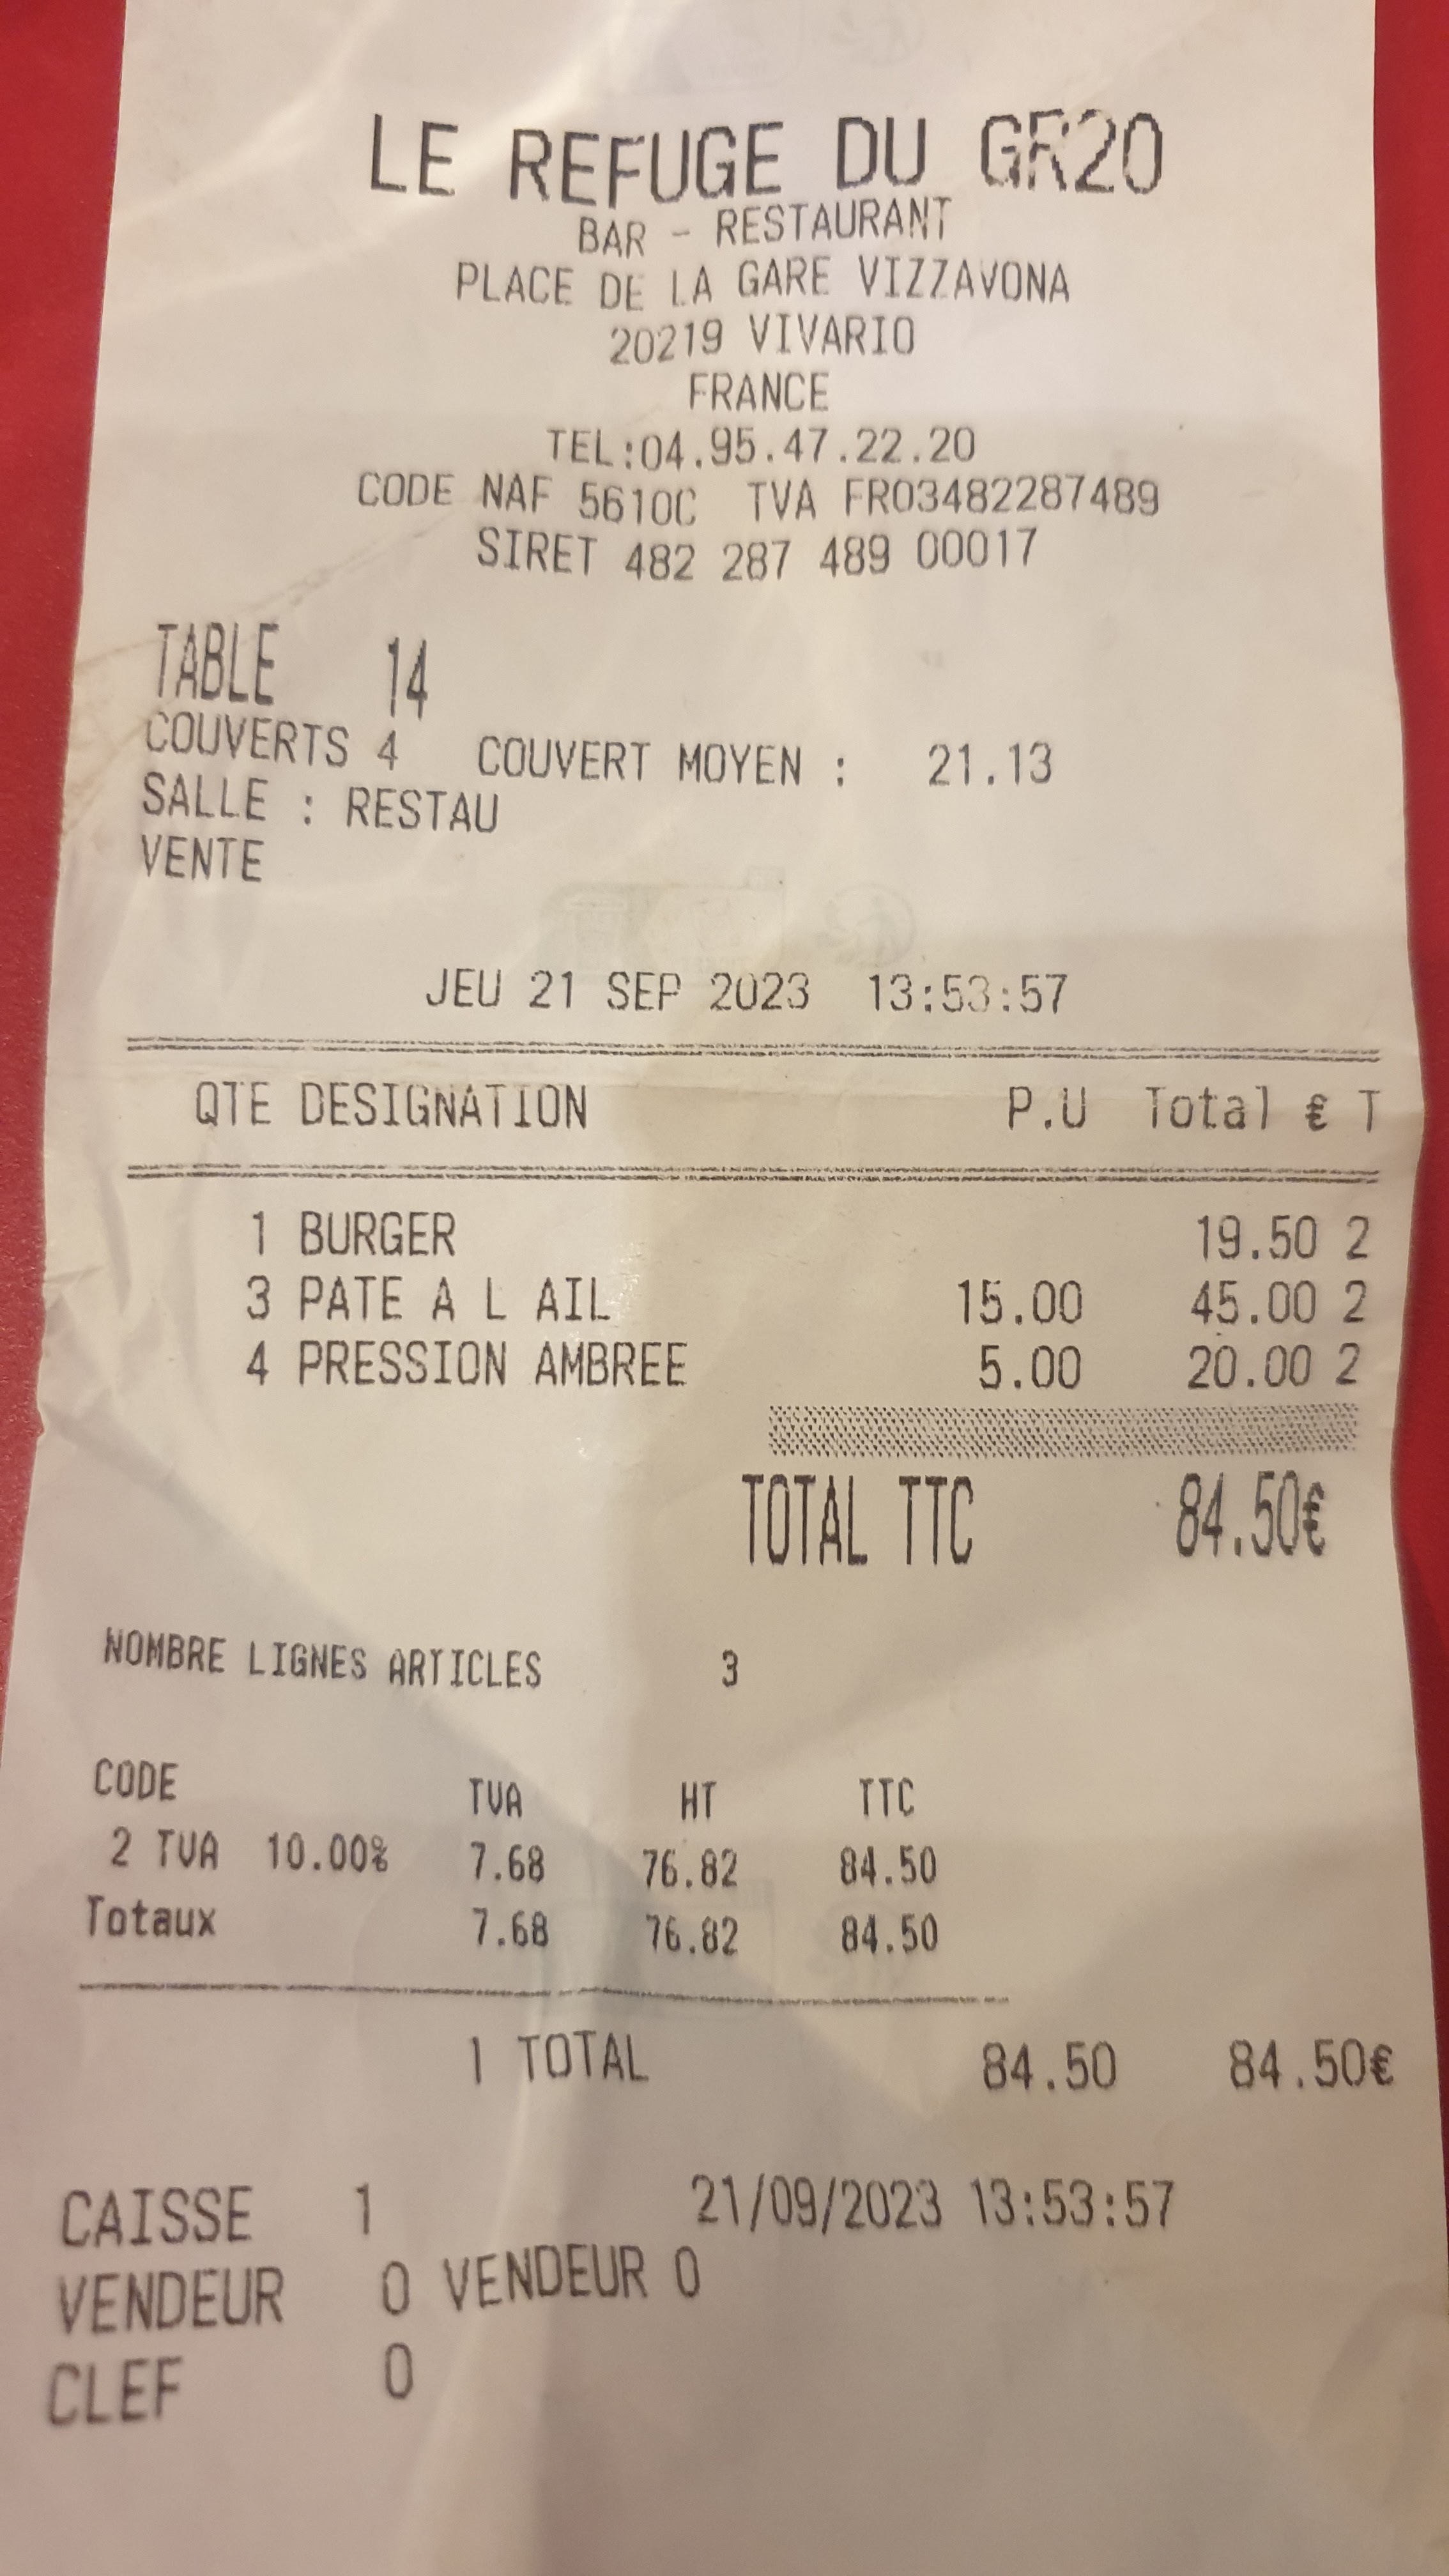 LE REFUGE DU GR20
BAR - RESTAURANT
PLACE DE LA GARE VIZZAVONA
20219 VIVARIO
FRANCE
TEL:04.95.47.22.20
CODE NAF 5610C TVA FR03482287489
SIRET 482 287 489 00017
TABLE 14
COUVERTS 4 COUVERT MOYEN : 21.13
SALLE : RESTAU
VENTE
JEU 21 SEP 2023 13:53:57
QTE DESIGNATION P.U Total € T
1 BURGER 19.50 2
3 PATE A L AIL 15.00 45.00 2
4 PRESSION AMBREE 5.00 20.00 2
TOTAL TTC 84.50€
NOMBRE LIGNES ARTICLES 3
CODE TVA HT TTC
2 TVA 10.00% 7.68 76.82 84.50
Totaux 7.68 76.82 84.50
1 TOTAL 84.50 84.50€
CAISSE 1 21/09/2023 13:53:57
VENDEUR 0 VENDEUR 0
CLEF 0